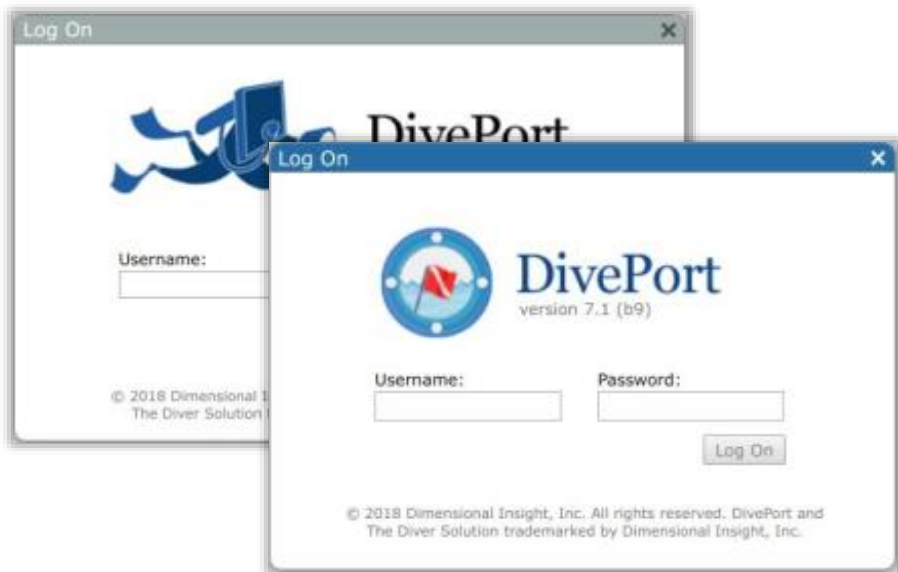 Log On
DivePort
Username:
© 2018 Dimensional
The Diver Solution
Log On
DivePort
version 7.1 (b9)
Username:
Password:
Log On
© 2018 Dimensional Insight, Inc. All rights reserved. DivePort and
The Diver Solution trademarked by Dimensional Insight, Inc.